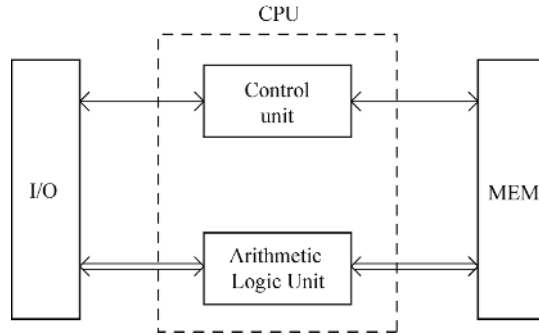 CPU
Control
unit
I/O
MEM
Arithmetic
Logic Unit